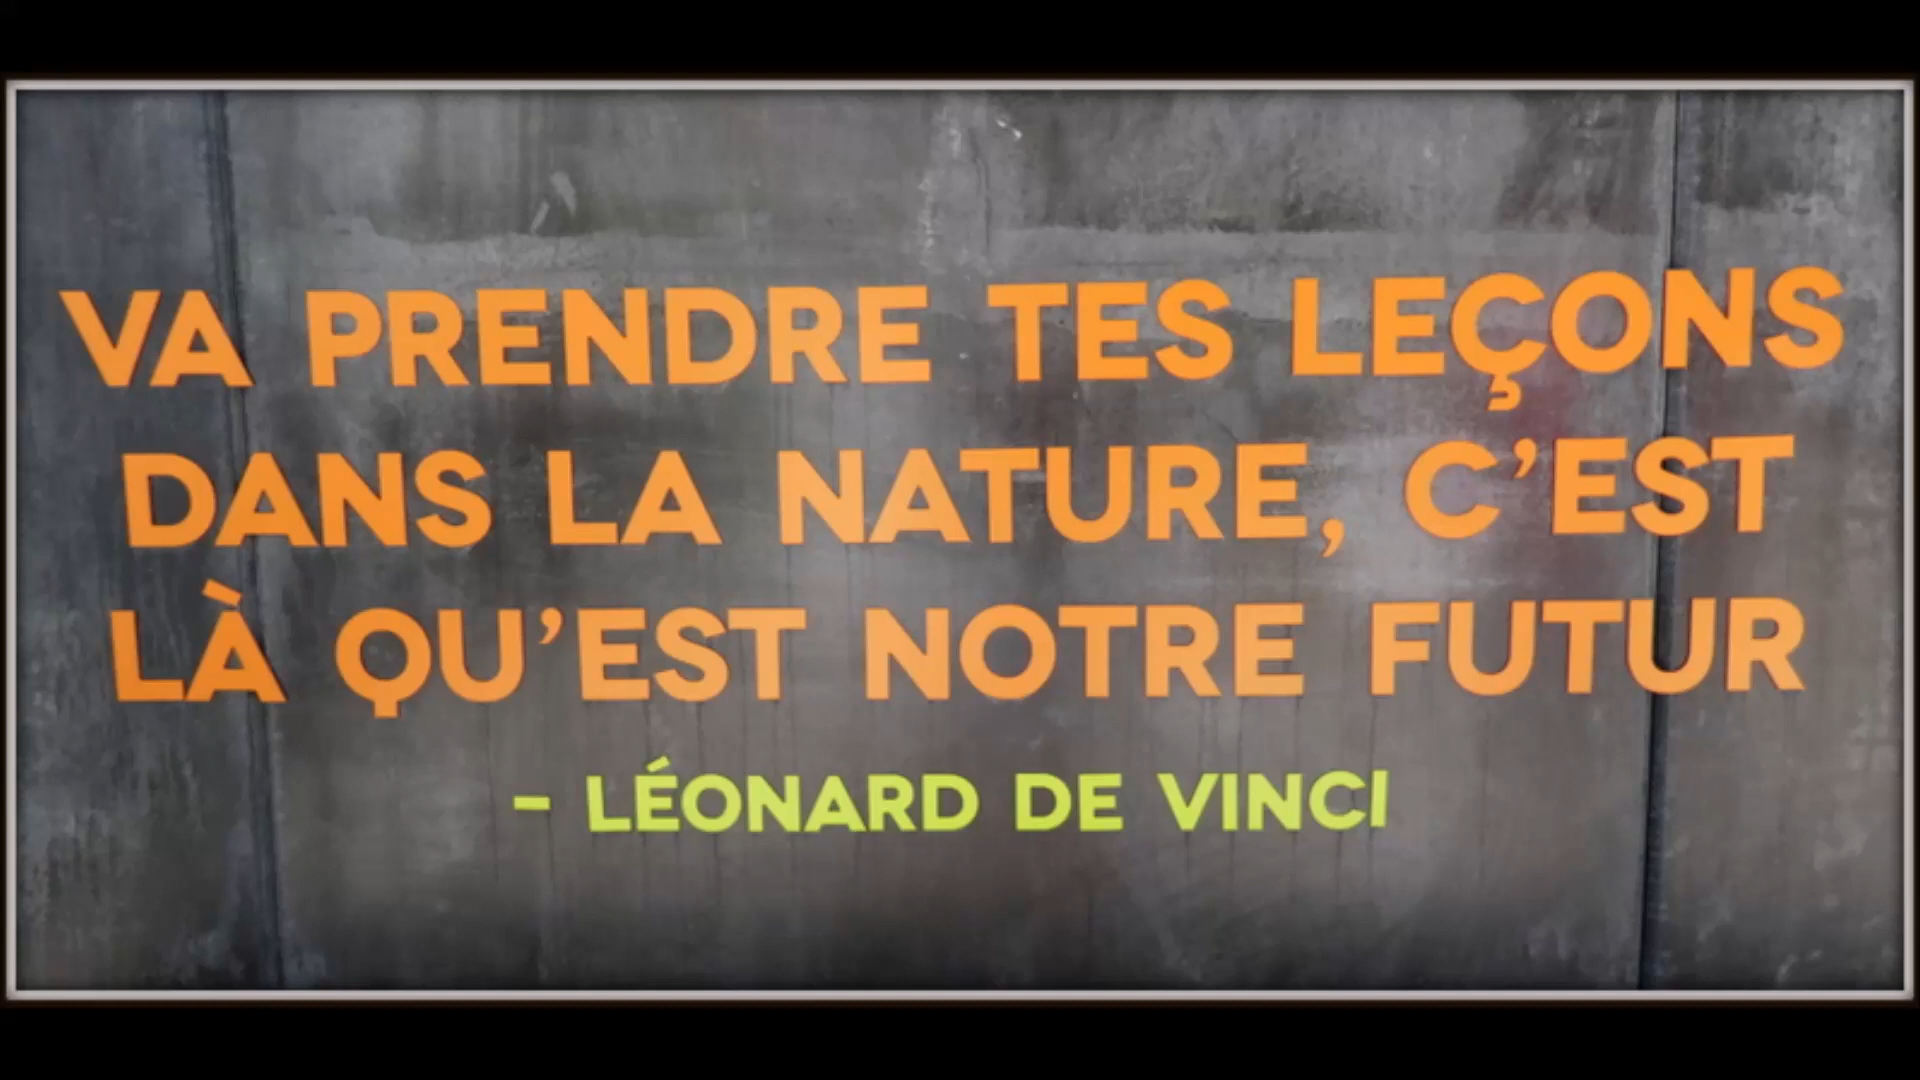 VA PRENDRE TES LEÇONS
DANS LA NATURE, C’EST
LÀ QU’EST NOTRE FUTUR
- LÉONARD DE VINCI